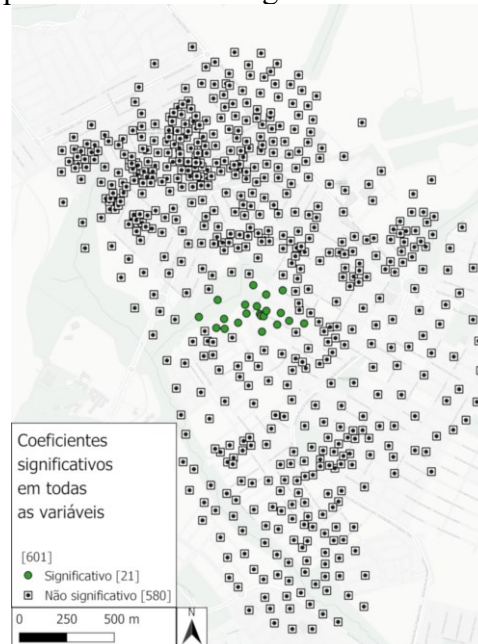 Coeficientes
significativos
em todas
as variáveis
[601]
Significativo [21]
Não significativo [580]
0 250 500 m
N